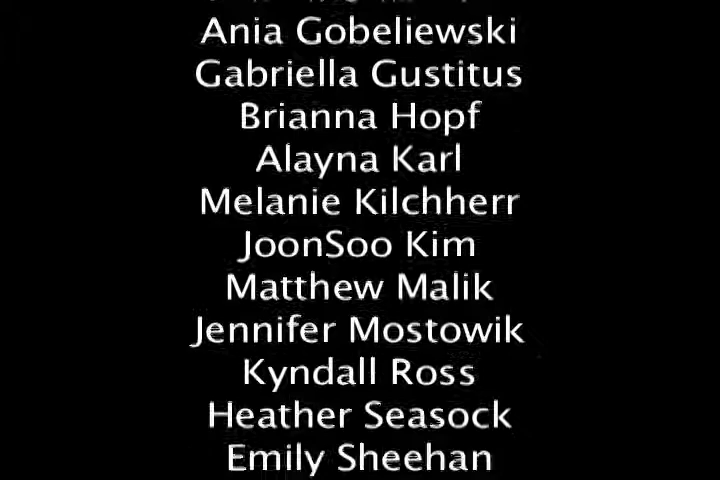 Ania Gobeliewski
Gabriella Gustitus
Brianna Hopf
Alayna Karl
Melanie Kilchherr
JoonSoo Kim
Matthew Malik
Jennifer Mostowik
Kyndall Ross
Heather Seasock
Emily Sheehan